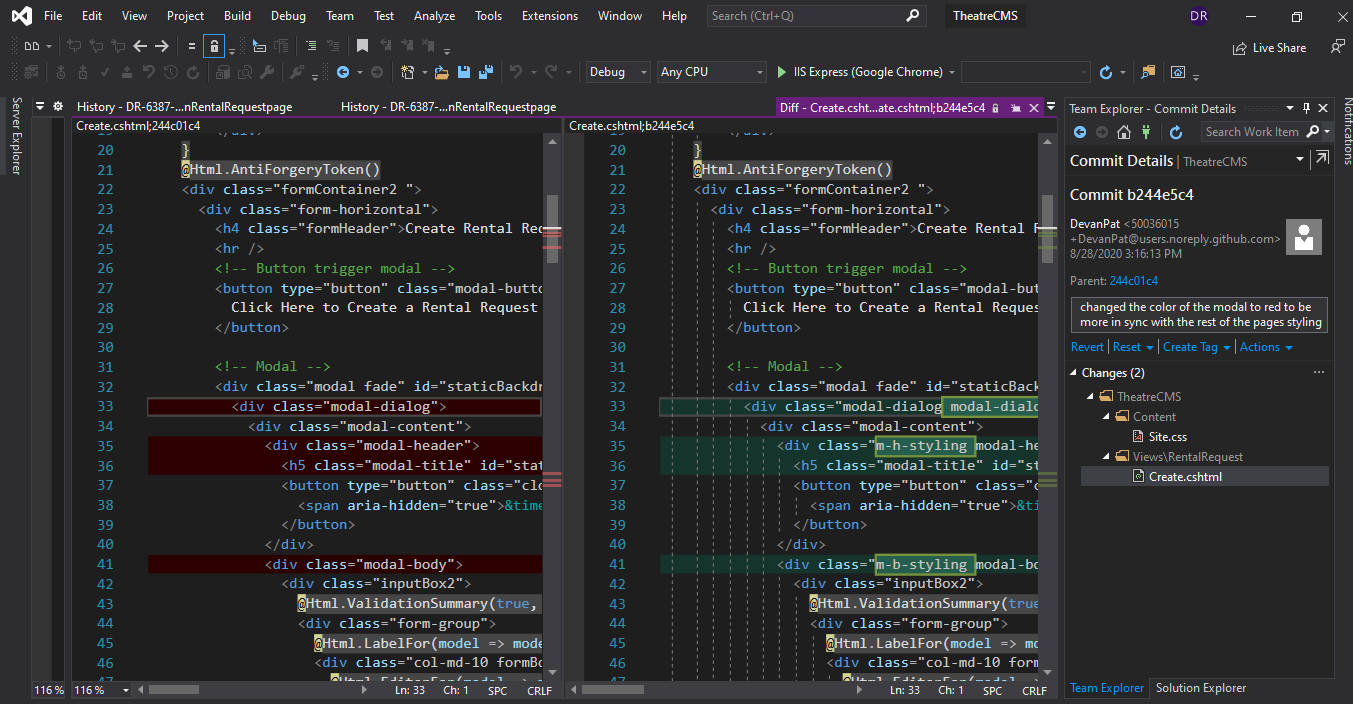 File Edit View Project Build Debug Team Test Analyze Tools Extensions Window Help Search (Ctrl+Q) TheatreCMS DR
Live Share
Debug Any CPU IIS Express (Google Chrome)
Server Explorer
History - DR-6387-...nRentalRequestpage History - DR-6387-...nRentalRequestpage Diff - Create.csht...ate.cshtml;b244e5c4
Create.cshtml;244c01c4
20 }
21 @Html.AntiForgeryToken()
22 <div class="formContainer2 ">
23 <div class="form-horizontal">
24 <h4 class="formHeader">Create Rental Req
25 <hr />
26 <!-- Button trigger modal -->
27 <button type="button" class="modal-butto
28 Click Here to Create a Rental Request
29 </button>
30
31 <!-- Modal -->
32 <div class="modal fade" id="staticBackdr
33 <div class="modal-dialog">
34 <div class="modal-content">
35 <div class="modal-header">
36 <h5 class="modal-title" id="stat
37 <button type="button" class="clo
38 <span aria-hidden="true">&time
39 </button>
40 </div>
41 <div class="modal-body">
42 <div class="inputBox2">
43 @Html.ValidationSummary(true,
44 <div class="form-group">
45 @Html.LabelFor(model => mode
46 <div class="col-md-10 formBo
116 % 116 % Ln: 33 Ch: 1 SPC CRLF
Create.cshtml;b244e5c4
20 }
21 @Html.AntiForgeryToken()
22 <div class="formContainer2 ">
23 <div class="form-horizontal">
24 <h4 class="formHeader">Create Rental R
25 <hr />
26 <!-- Button trigger modal -->
27 <button type="button" class="modal-but
28 Click Here to Create a Rental Reques
29 </button>
30
31 <!-- Modal -->
32 <div class="modal fade" id="staticBack
33 <div class="modal-dialog modal-dialo
34 <div class="modal-content">
35 <div class="m-h-styling modal-he
36 <h5 class="modal-title" id="st
37 <button type="button" class="c
38 <span aria-hidden="true">&ti
39 </button>
40 </div>
41 <div class="m-b-styling modal-bo
42 <div class="inputBox2">
43 @Html.ValidationSummary(true
44 <div class="form-group">
45 @Html.LabelFor(model => mo
46 <div class="col-md-10 form
Ln: 33 Ch: 1 SPC CRLF
Team Explorer - Commit Details
Search Work Item
Commit Details | TheatreCMS
Commit b244e5c4
DevanPat <50036015
+DevanPat@users.noreply.github.com>
8/28/2020 3:16:13 PM
Parent: 244c01c4
changed the color of the modal to red to be
more in sync with the rest of the pages styling
Revert | Reset | Create Tag | Actions
Changes (2) ...
TheatreCMS
Content
Site.css
Views\RentalRequest
Create.cshtml
Team Explorer Solution Explorer
Notifications